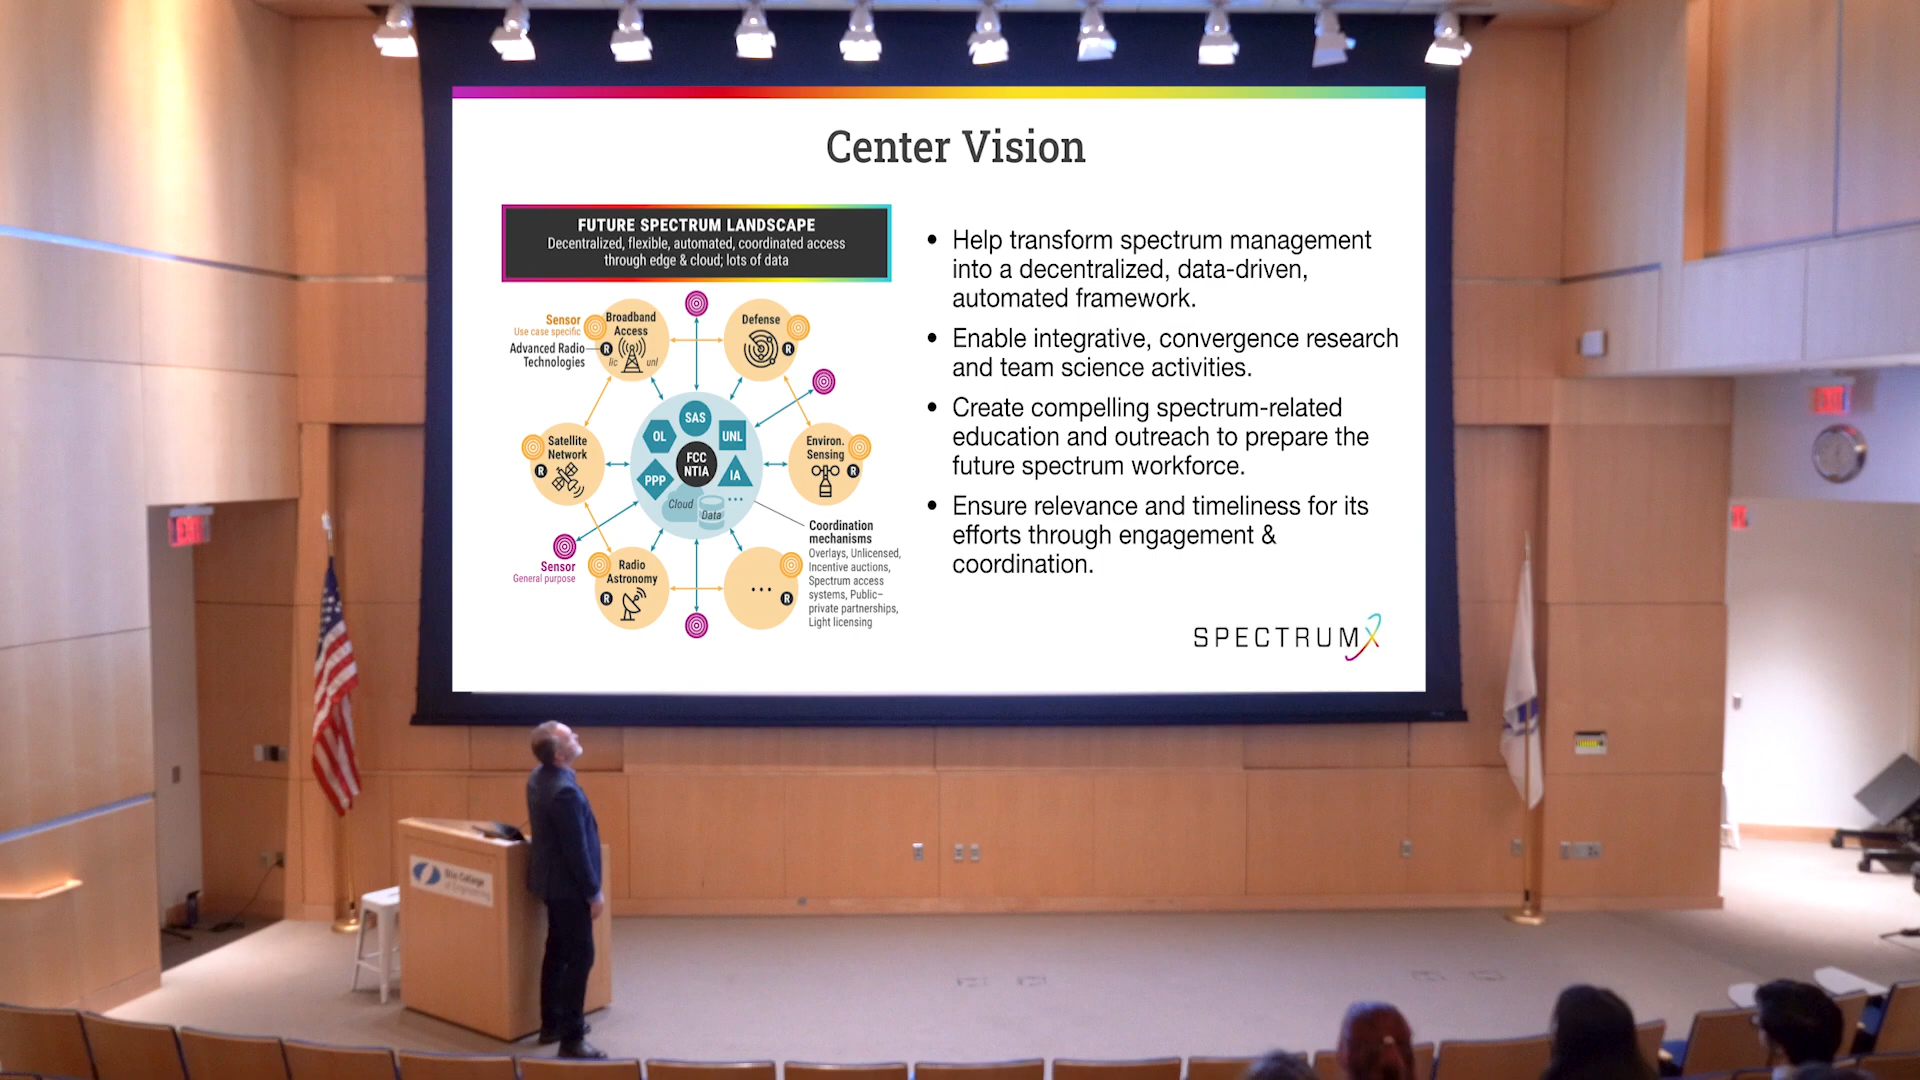 Center Vision
FUTURE SPECTRUM LANDSCAPE
Decentralized, flexible, automated, coordinated access
through edge & cloud; lots of data
Sensor
Use case specific
Advanced Radio
Technologies
Broadband
Access
R
lic
unl
Defense
R
Satellite
Network
R
SAS
OL
UNL
FCC
NTIA
PPP
IA
Cloud
Data
...
Environ.
Sensing
R
Sensor
General purpose
Radio
Astronomy
R
...
R
Coordination
mechanisms
Overlays, Unlicensed,
Incentive auctions,
Spectrum access
systems, Public–
private partnerships,
Light licensing
• Help transform spectrum management
into a decentralized, data-driven,
automated framework.
• Enable integrative, convergence research
and team science activities.
• Create compelling spectrum-related
education and outreach to prepare the
future spectrum workforce.
• Ensure relevance and timeliness for its
efforts through engagement &
coordination.
SPECTRUMX
EXIT
EXIT
College
of Engineering